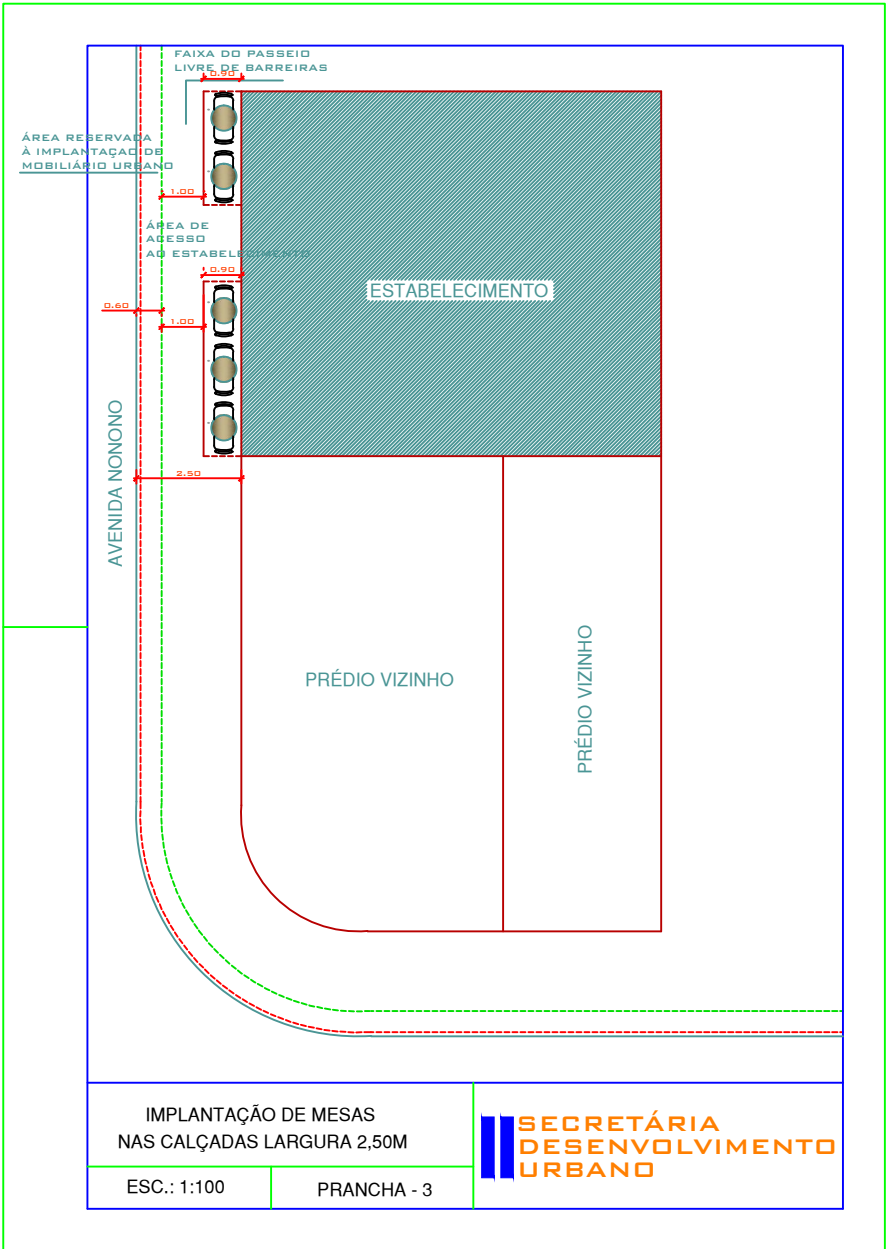 FAIXA DO PASSEIO
LIVRE DE BARREIRAS
0.90
ÁREA RESERVADA
À IMPLANTAÇAO DE
MOBILIÁRIO URBANO
1.00
ÁREA DE
ACESSO
AO ESTABELECIMENTO
0.90
ESTABELECIMENTO
0.60
1.00
AVENIDA NONONO
2.50
PRÉDIO VIZINHO
PRÉDIO VIZINHO
IMPLANTAÇÃO DE MESAS
NAS CALÇADAS LARGURA 2,50M
ESC.: 1:100
PRANCHA - 3
SECRETÁRIA
DESENVOLVIMENTO
URBANO